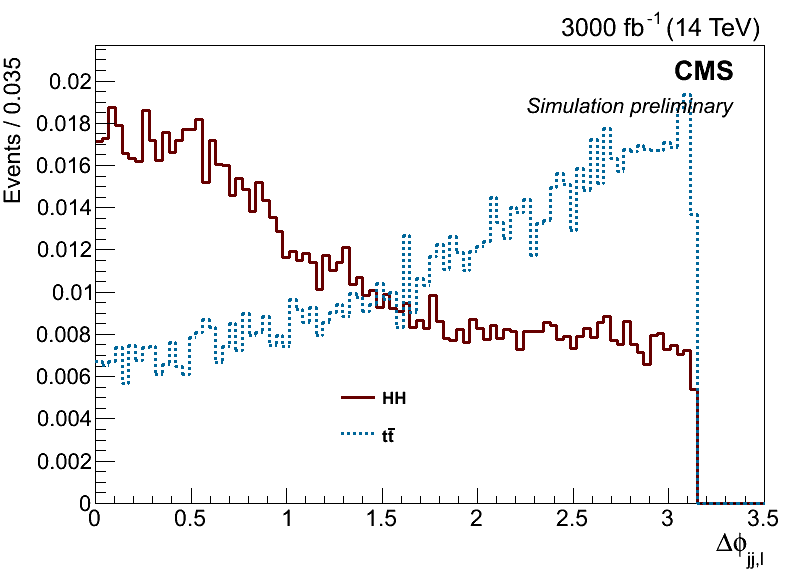 3000 fb⁻¹ (14 TeV)
CMS
Simulation preliminary
Events / 0.035
0.02
0.018
0.016
0.014
0.012
0.01
0.008
0.006
0.004
0.002
0
HH
tt̄
0 0.5 1 1.5 2 2.5 3 3.5
Δϕjj,l